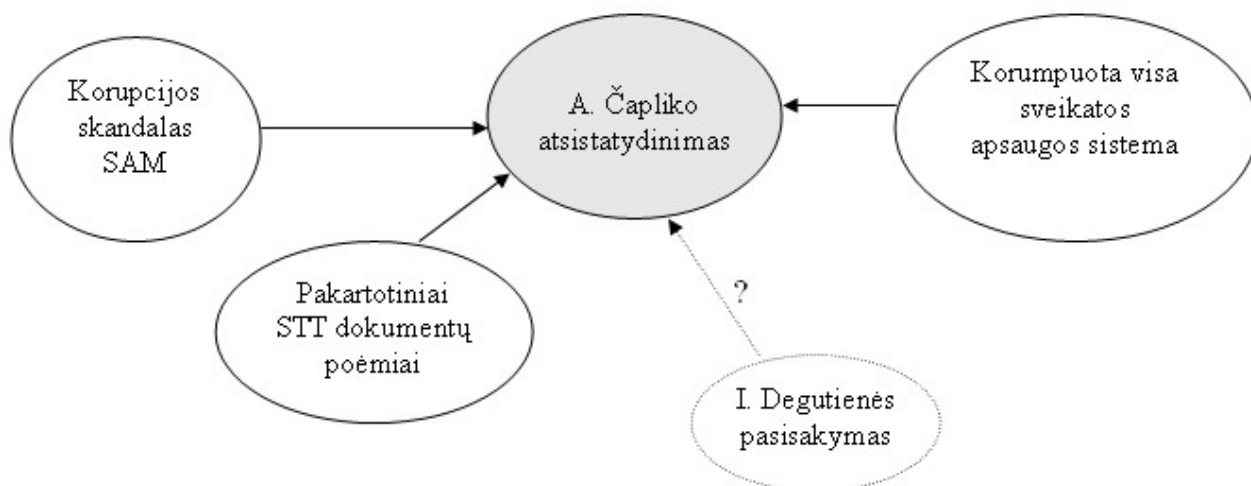 Korupcijos
skandalas
SAM
A. Čapliko
atsistatydinimas
Korumpuota visa
sveikatos
apsaugos sistema
Pakartotiniai
STT dokumentų
poėmiai
?
I. Degutienės
pasisakymas